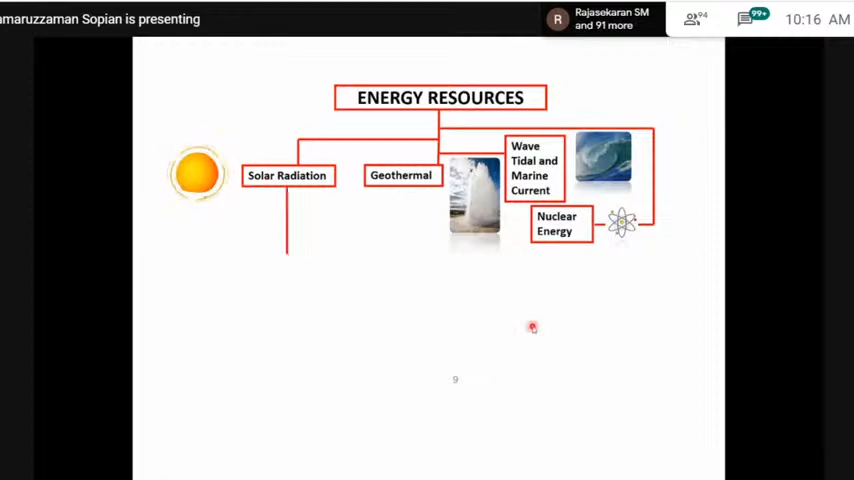 amaruzzaman Sopian is presenting
R
Rajasekaran SM
and 91 more
94
99+
10:16 AM
ENERGY RESOURCES
Solar Radiation
Geothermal
Wave
Tidal and
Marine
Current
Nuclear
Energy
9